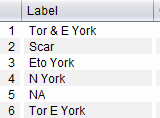 Label
1 Tor & E York
2 Scar
3 Eto York
4 N York
5 NA
6 Tor E York